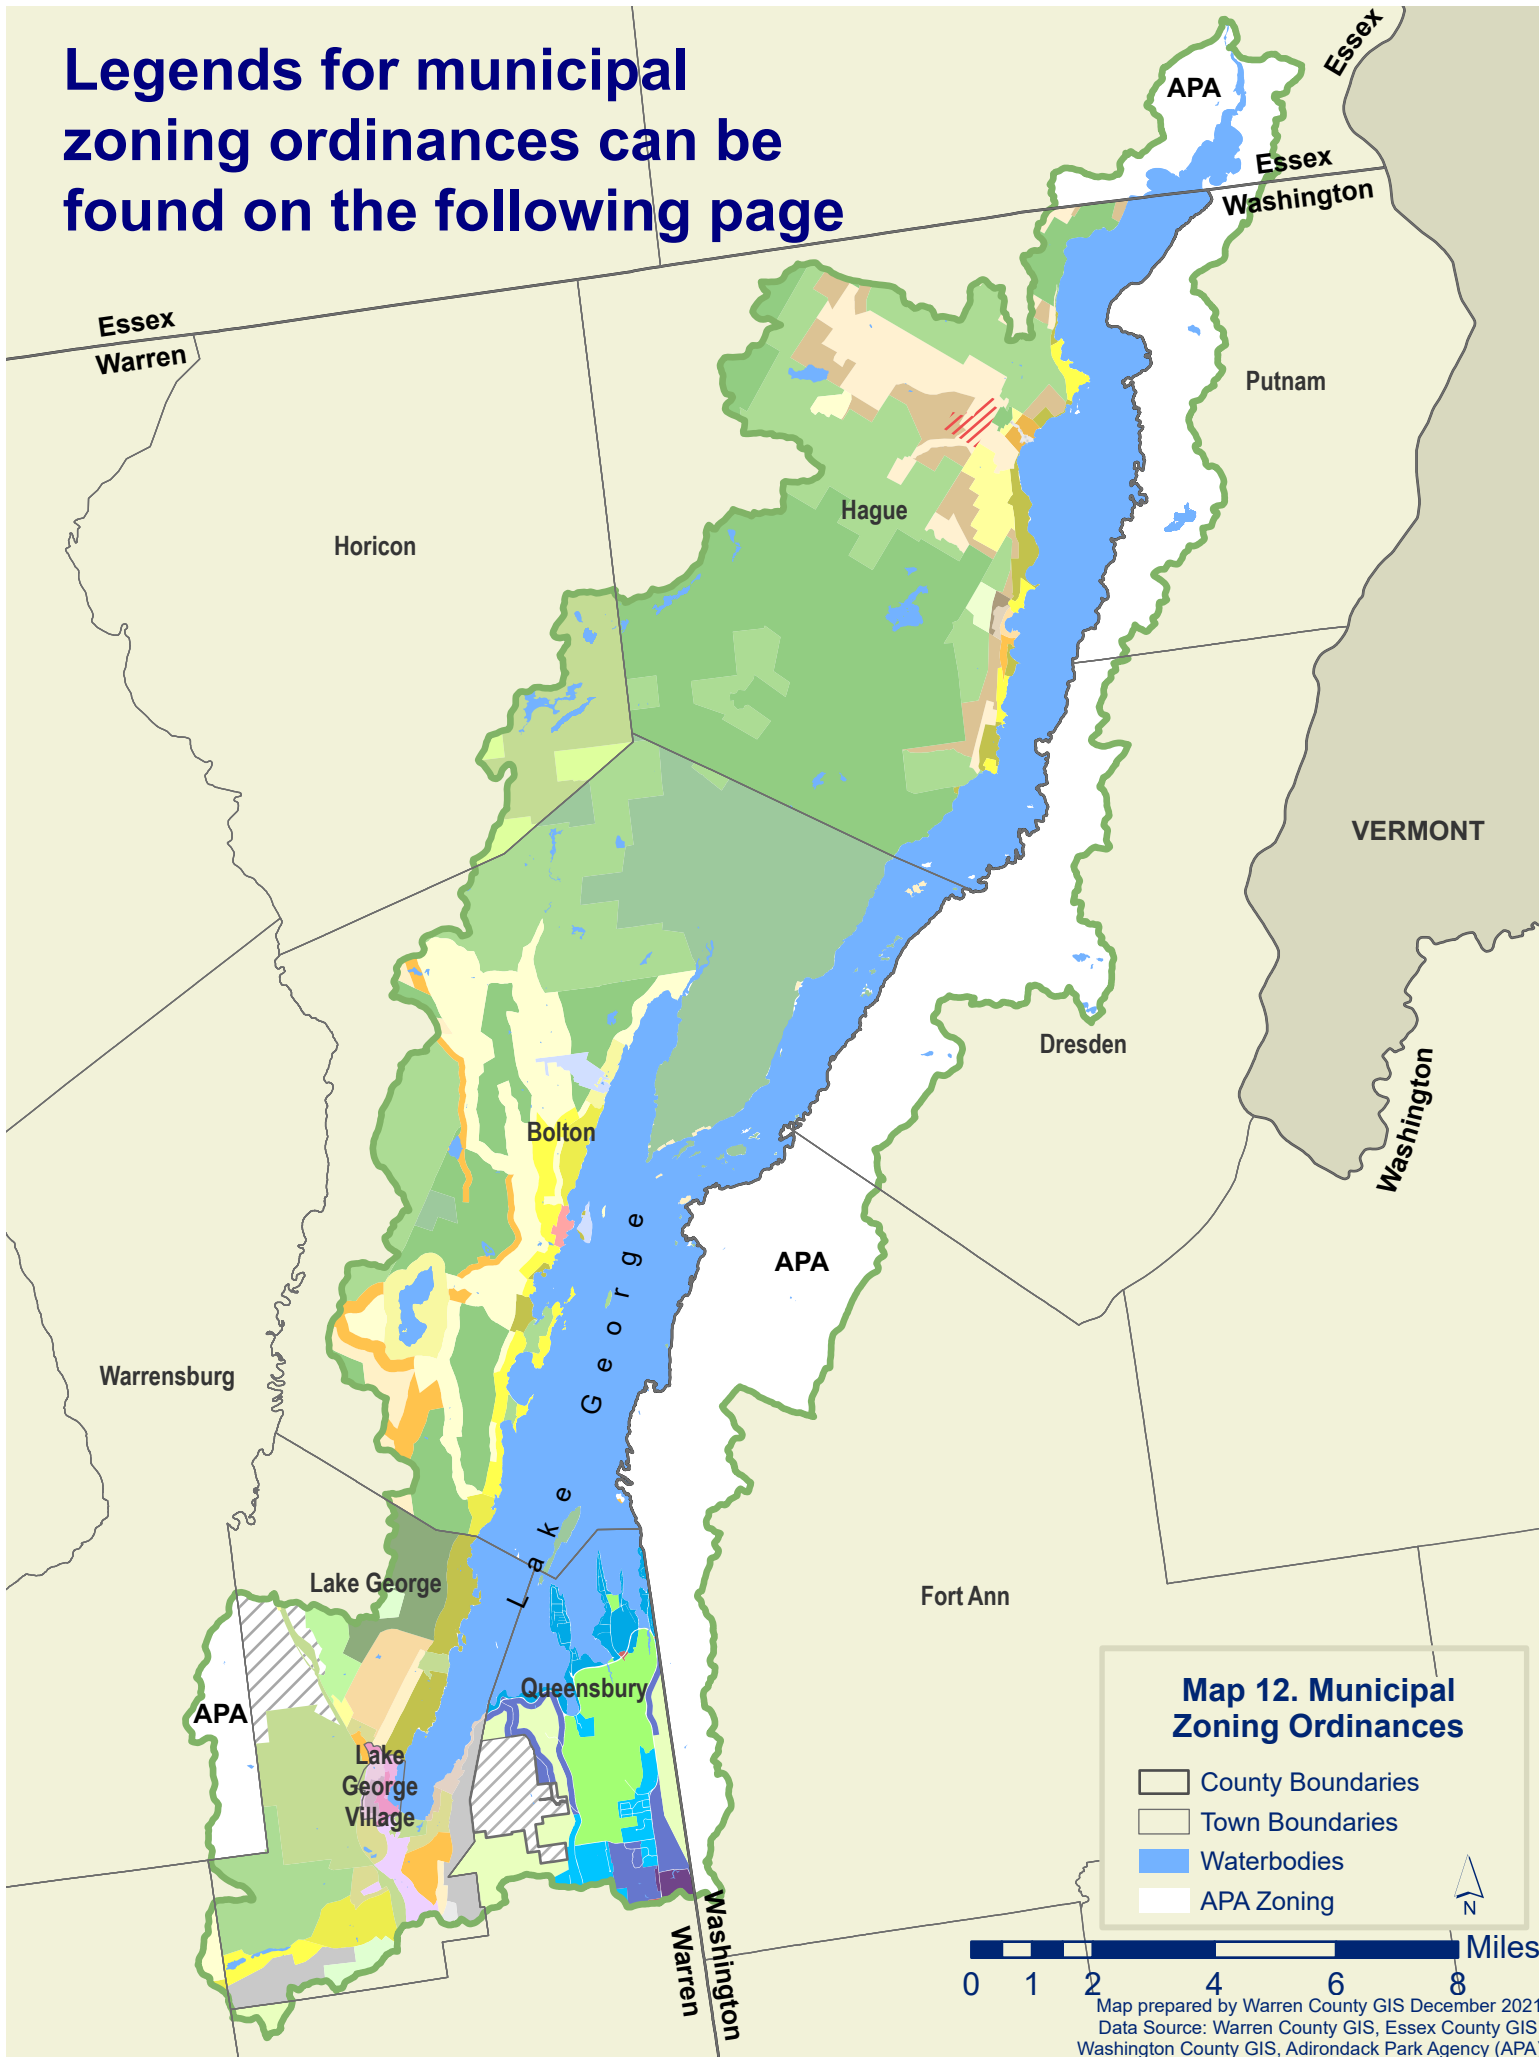 Legends for municipal
zoning ordinances can be
found on the following page
Essex
APA
Essex
Washington
Essex
Warren
Putnam
Hague
Horicon
VERMONT
Dresden
Washington
Bolton
APA
Warrensburg
Lake George
Lake George
Fort Ann
Queensbury
APA
Lake
George
Village
Washington
Warren
Map 12. Municipal
Zoning Ordinances
County Boundaries
Town Boundaries
Waterbodies
APA Zoning
N
Miles
0 1 2 4 6 8
Map prepared by Warren County GIS December 2021
Data Source: Warren County GIS, Essex County GIS
Washington County GIS, Adirondack Park Agency (APA)